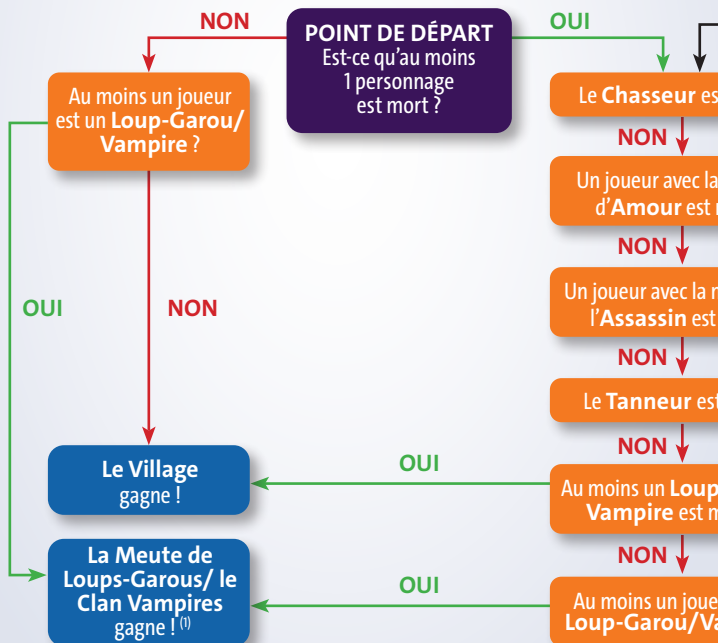 NON
POINT DE DÉPART
Est-ce qu'au moins
1 personnage
est mort ?
OUI
Au moins un joueur
est un Loup-Garou/
Vampire ?
OUI
NON
Le Village
gagne !
La Meute de
Loups-Garous/ le
Clan Vampires
gagne ! (1)
Le Chasseur es
NON
Un joueur avec la
d'Amour est
NON
Un joueur avec la
l'Assassin est
NON
Le Tanneur est
NON
OUI
Au moins un Loup
Vampire est
NON
OUI
Au moins un joue
Loup-Garou/Va